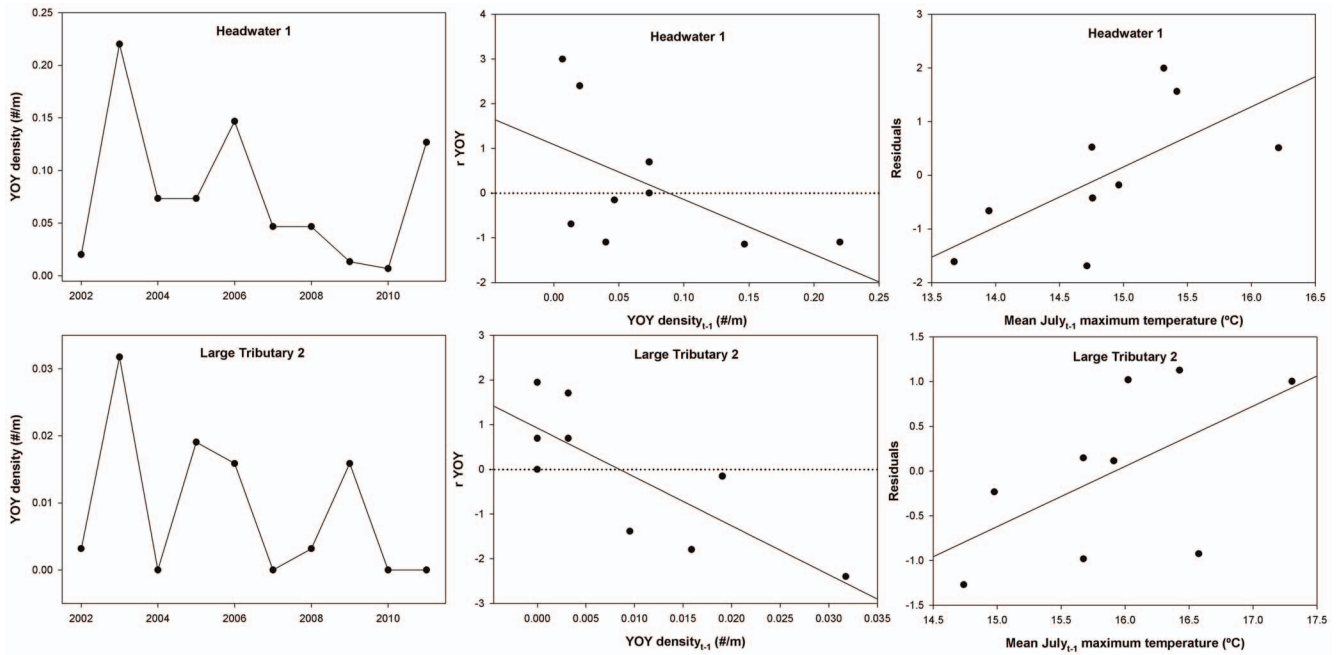 Headwater 1
YOY density (#/m)
0.25
0.20
0.15
0.10
0.05
0.00
2002 2004 2006 2008 2010
Headwater 1
r YOY
4
3
2
1
0
-1
-2
0.00 0.05 0.10 0.15 0.20 0.25
YOY density t-1 (#/m)
Headwater 1
Residuals
3
2
1
0
-1
-2
13.5 14.0 14.5 15.0 15.5 16.0 16.5
Mean July t-1 maximum temperature (ºC)
Large Tributary 2
YOY density (#/m)
0.03
0.02
0.01
0.00
2002 2004 2006 2008 2010
Large Tributary 2
r YOY
3
2
1
0
-1
-2
-3
0.000 0.005 0.010 0.015 0.020 0.025 0.030 0.035
YOY density t-1 (#/m)
Large Tributary 2
Residuals
1.5
1.0
0.5
0.0
-0.5
-1.0
-1.5
14.5 15.0 15.5 16.0 16.5 17.0 17.5
Mean July t-1 maximum temperature (ºC)